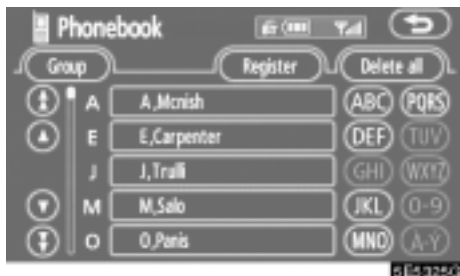 Phonebook
Group Register Delete all
A A,Mcnish ABC PQRS
E E,Carpenter DEF TUV
J J,Trulli GHI WXYZ
M M,Salo JKL 0-9
O O,Panis MNO À-Ý